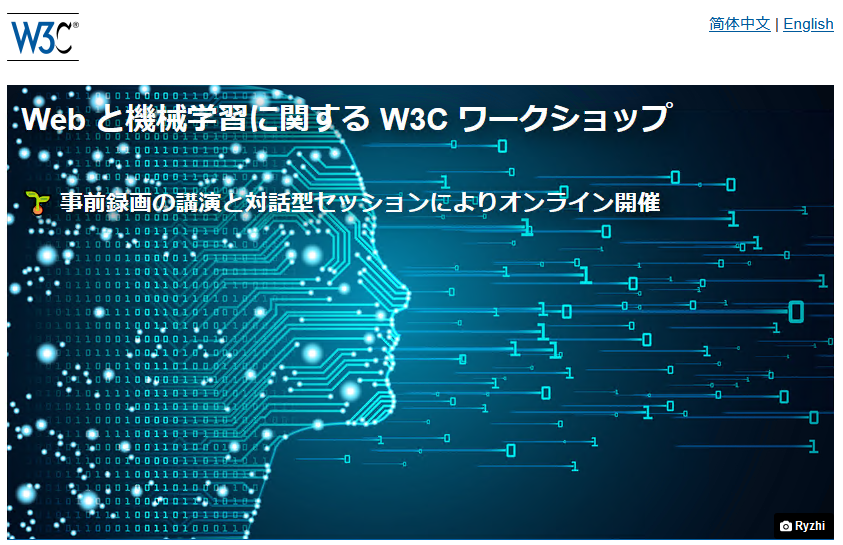 W3C®
简体中文 | English
Web と機械学習に関する W3C ワークショップ
事前録画の講演と対話型セッションによりオンライン開催
Ryzhi